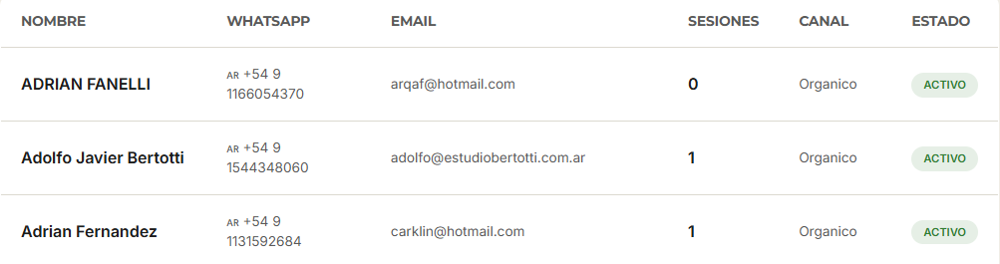 NOMBRE WHATSAPP EMAIL SESIONES CANAL ESTADO
ADRIAN FANELLI AR +54 9 1166054370 arqaf@hotmail.com 0 Organico ACTIVO
Adolfo Javier Bertotti AR +54 9 1544348060 adolfo@estudiobertotti.com.ar 1 Organico ACTIVO
Adrian Fernandez AR +54 9 1131592684 carklin@hotmail.com 1 Organico ACTIVO